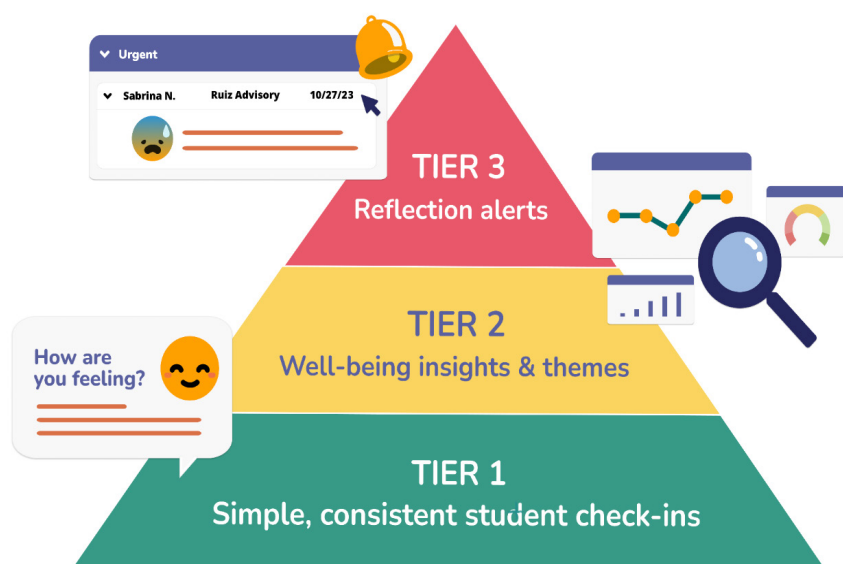 Urgent
Sabrina N. Ruiz Advisory 10/27/23
TIER 3
Reflection alerts
TIER 2
Well-being insights & themes
How are
you feeling?
TIER 1
Simple, consistent student check-ins